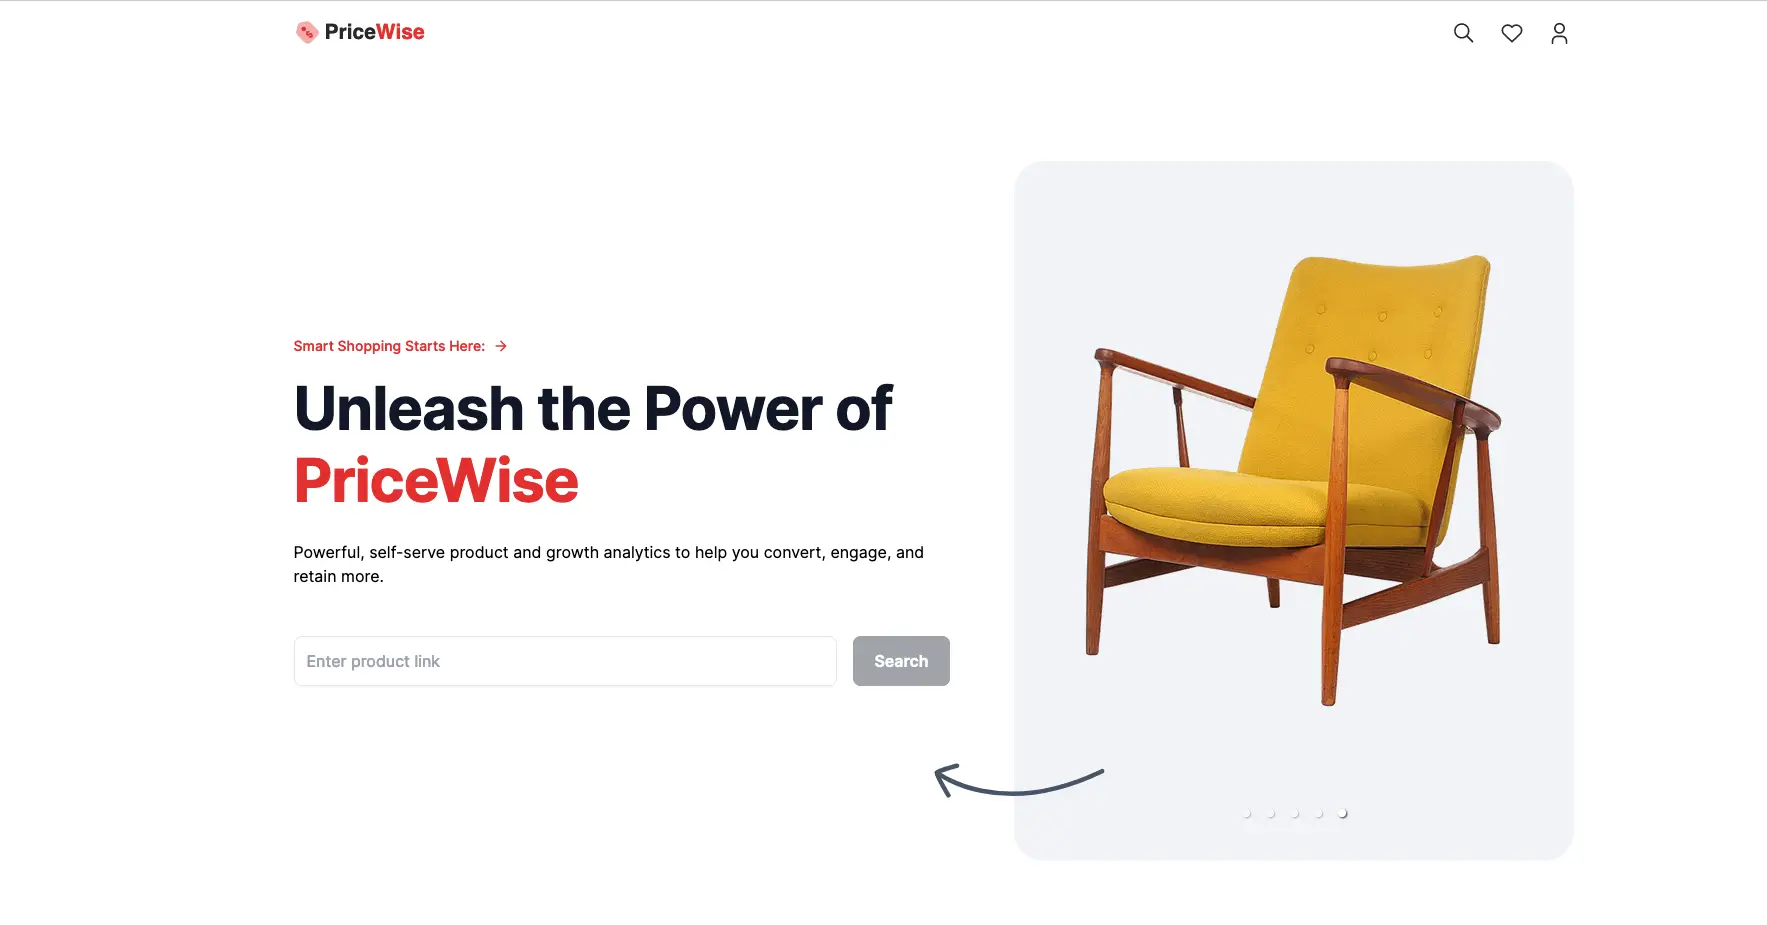 PriceWise
Smart Shopping Starts Here:
Unleash the Power of
PriceWise
Powerful, self-serve product and growth analytics to help you convert, engage, and
retain more.
Enter product link
Search